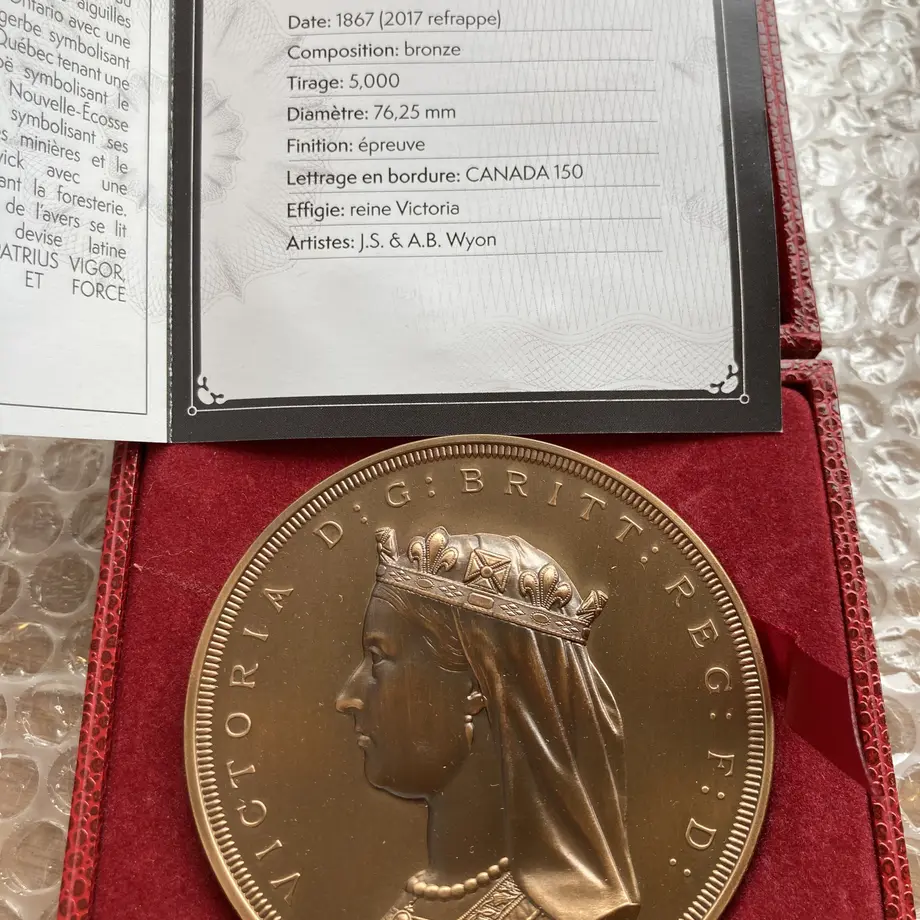 aiguilles
Ontario avec une
gerbe symbolisant
Québec tenant une
symbolisant le
Nouvelle-Écosse
symbolisant ses
minières et le
avec une
ant la foresterie.
de l'avers se lit
devise latine
PATRIUS VIGOR,
ET FORCE
Date: 1867 (2017 refrappe)
Composition: bronze
Tirage: 5,000
Diamètre: 76,25 mm
Finition: épreuve
Lettrage en bordure: CANADA 150
Effigie: reine Victoria
Artistes: J.S. & A.B. Wyon
VICTORIA D:G:BRITT:REG:F:D.